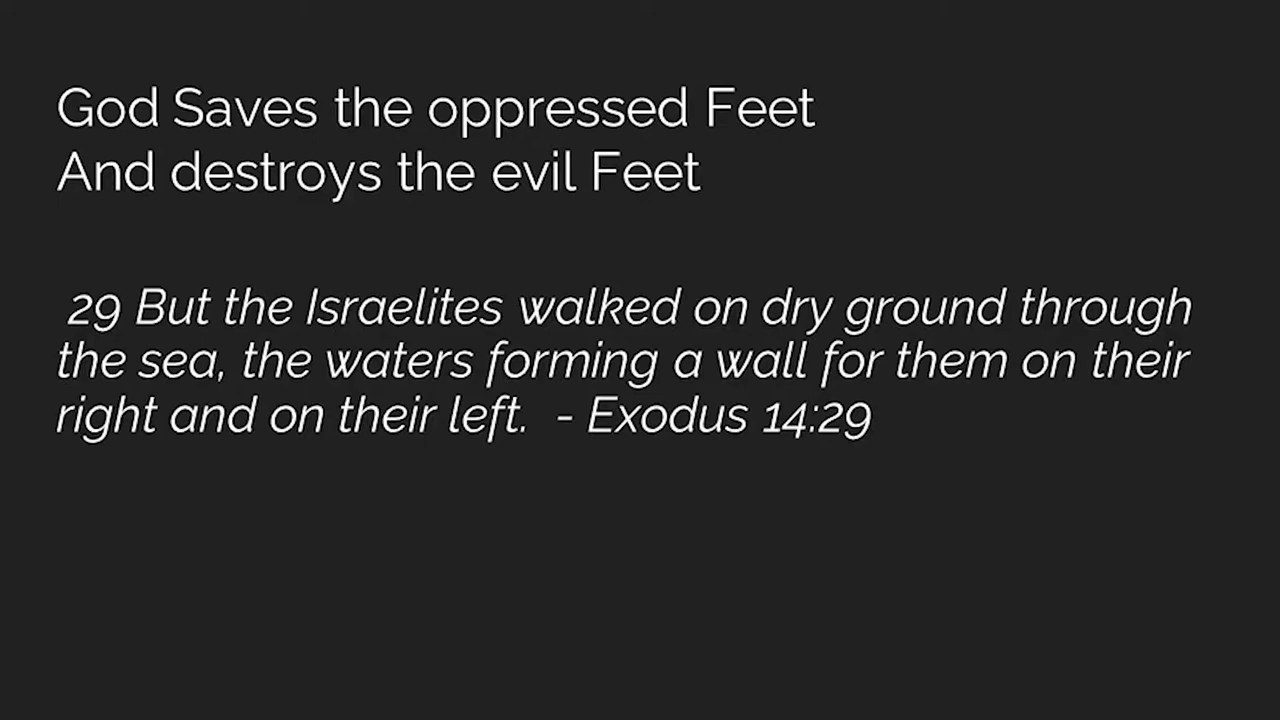 God Saves the oppressed Feet
And destroys the evil Feet
29 But the Israelites walked on dry ground through
the sea, the waters forming a wall for them on their
right and on their left.  - Exodus 14:29